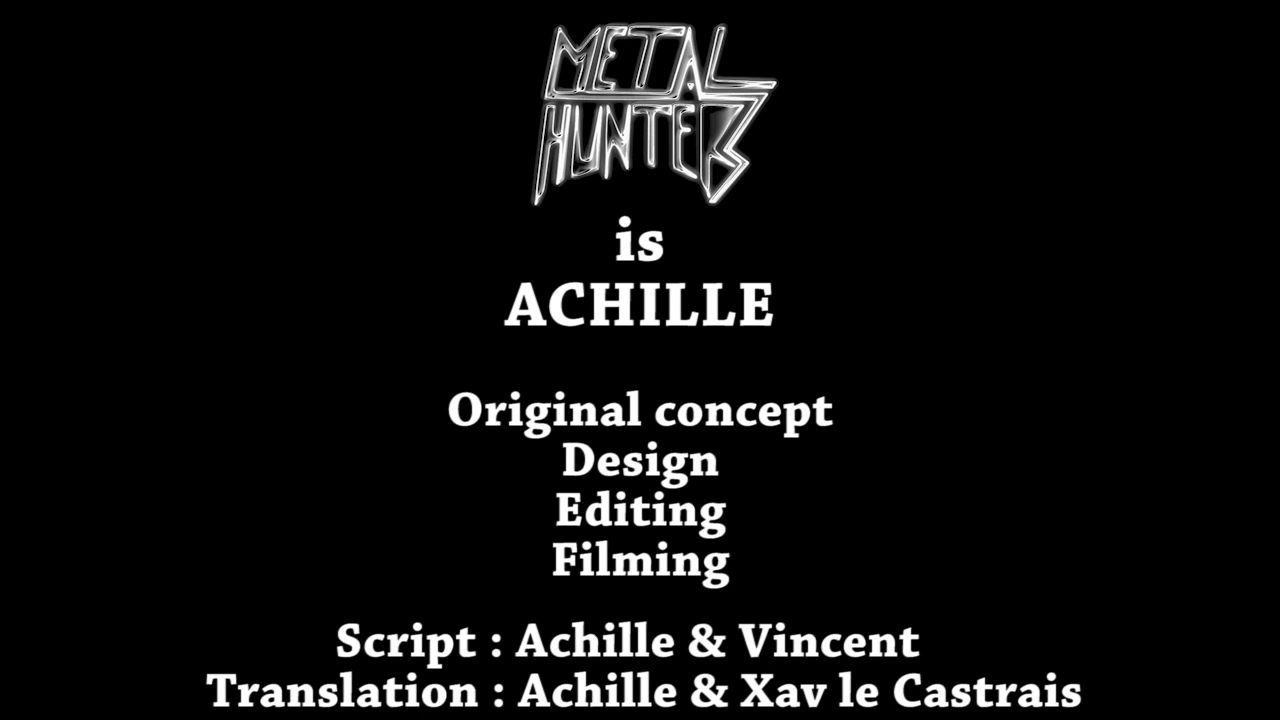 METAL
HUNTER
is
ACHILLE
Original concept
Design
Editing
Filming
Script : Achille & Vincent
Translation : Achille & Xav le Castrais